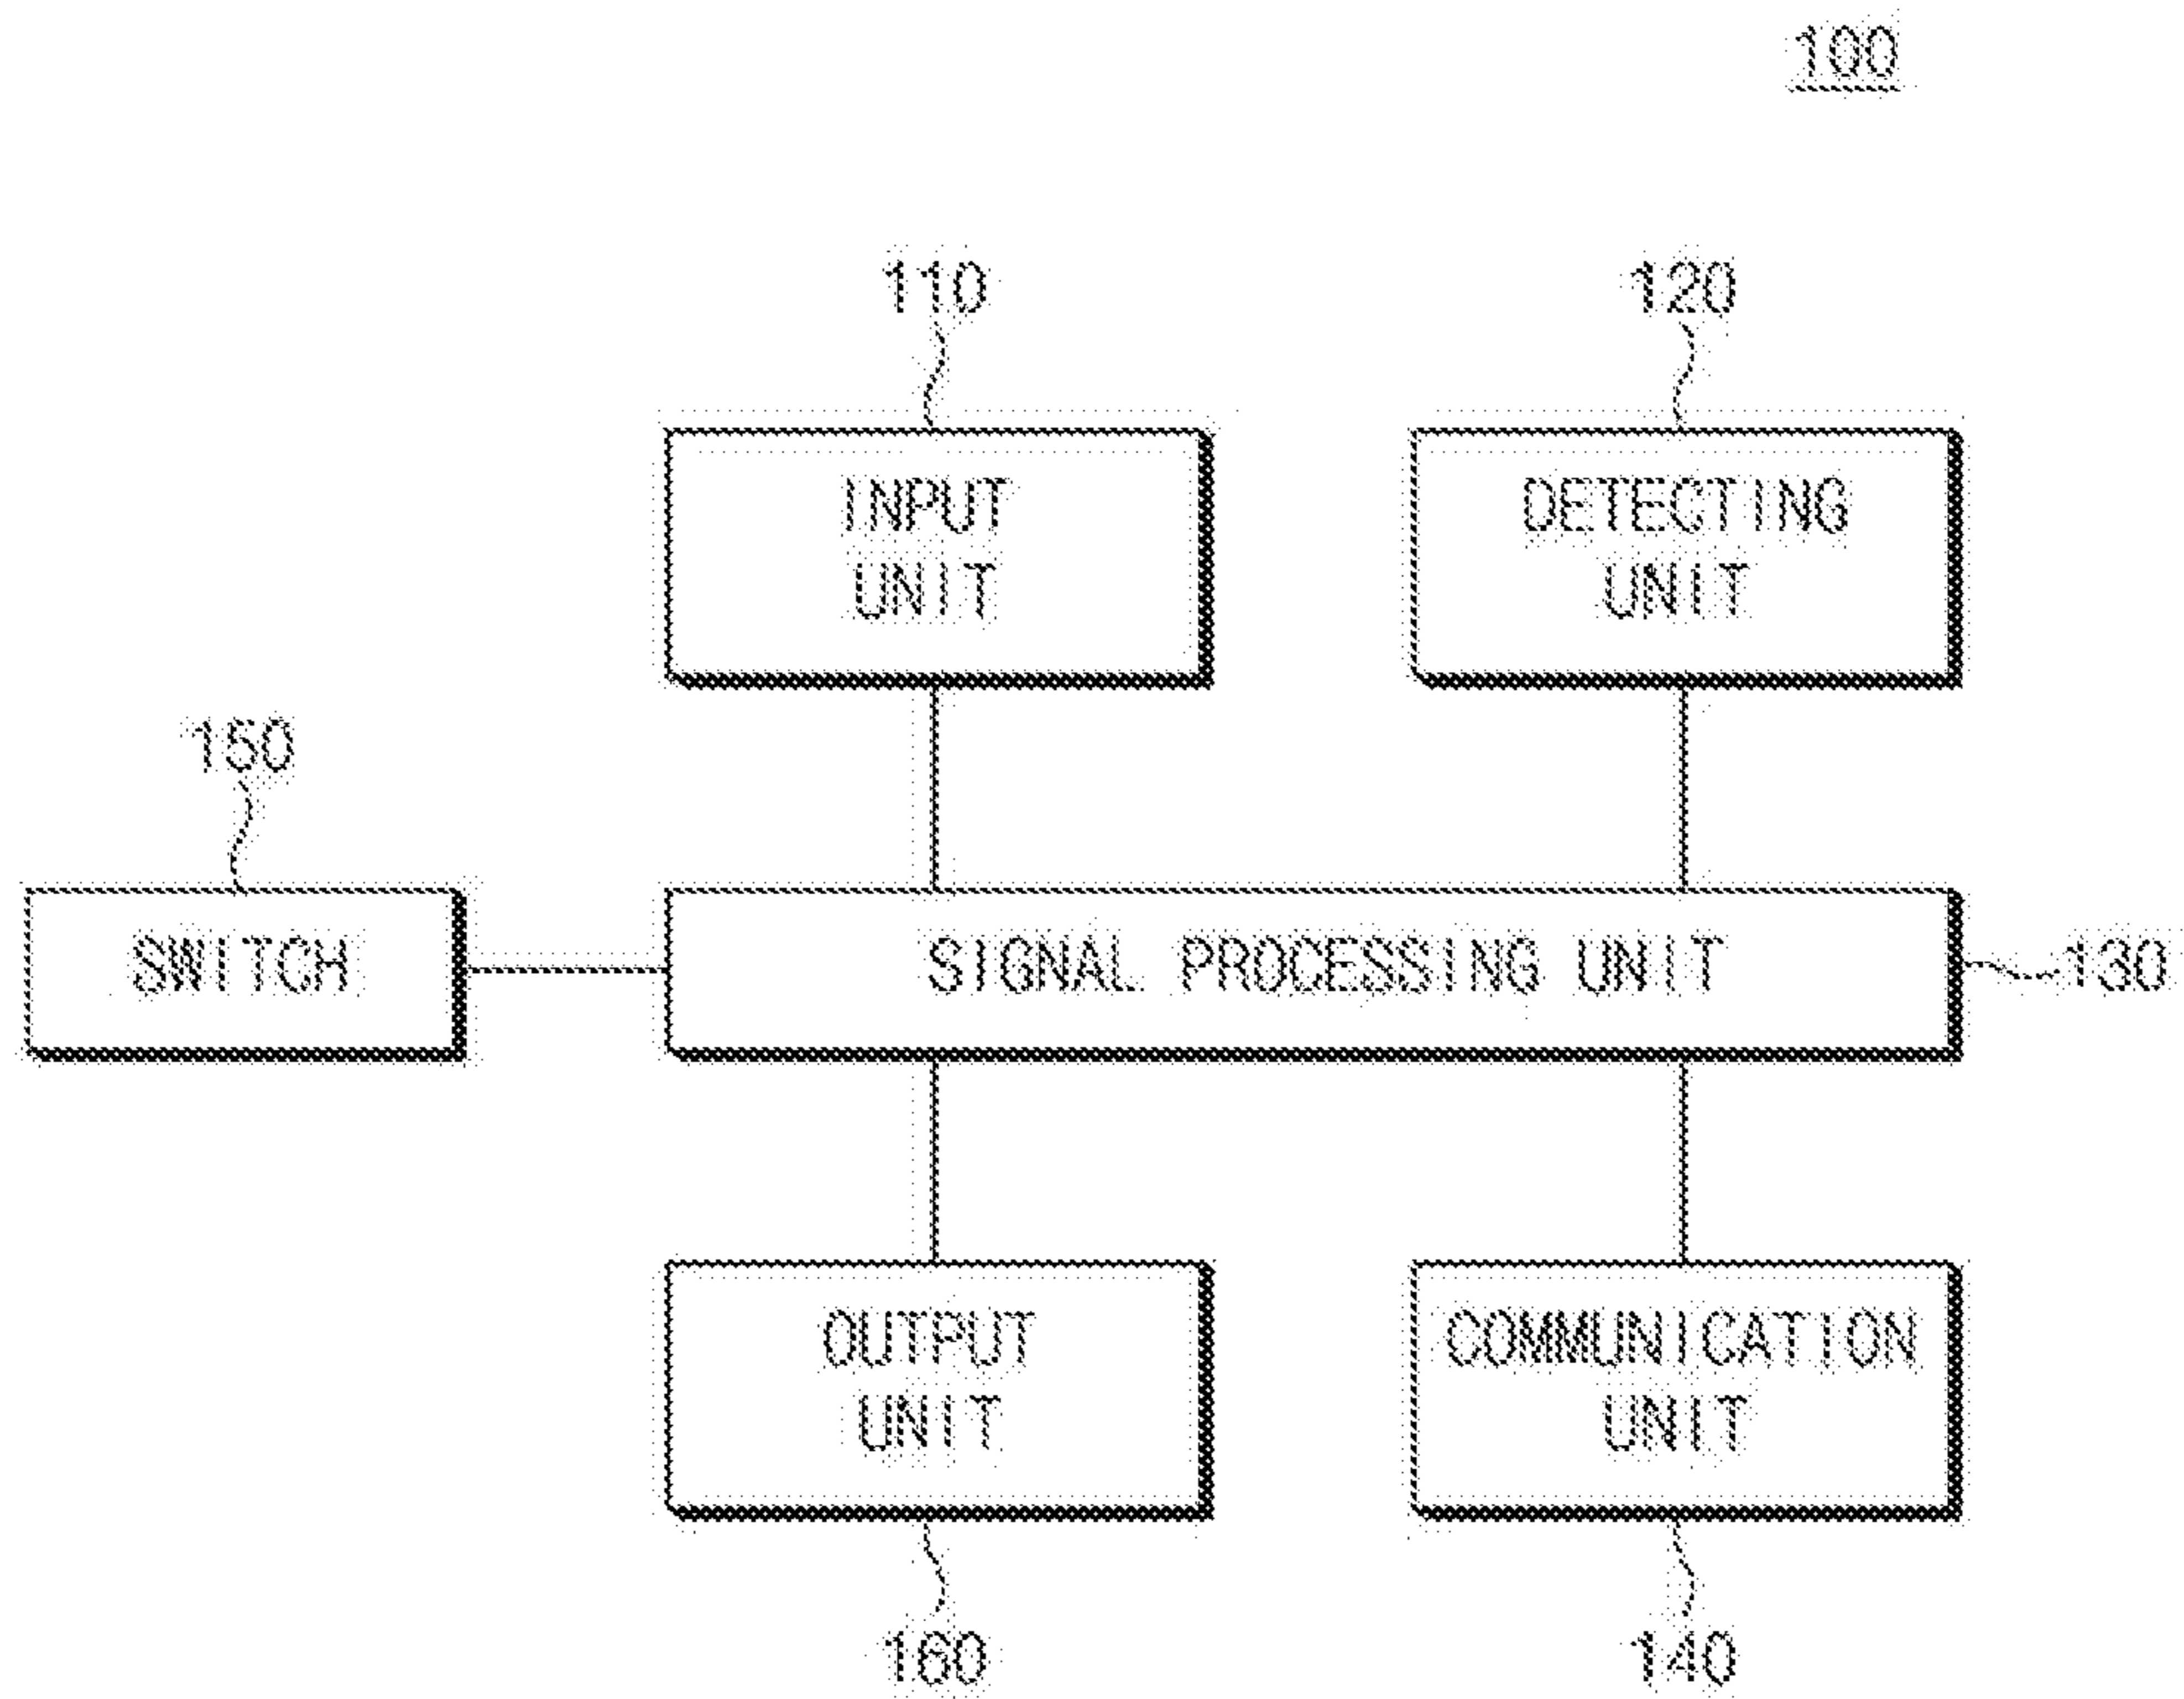 100
110
120
INPUT
UNIT
DETECTING
UNIT
150
SWITCH
SIGNAL PROCESSING UNIT
130
OUTPUT
UNIT
COMMUNICATION
UNIT
160
140